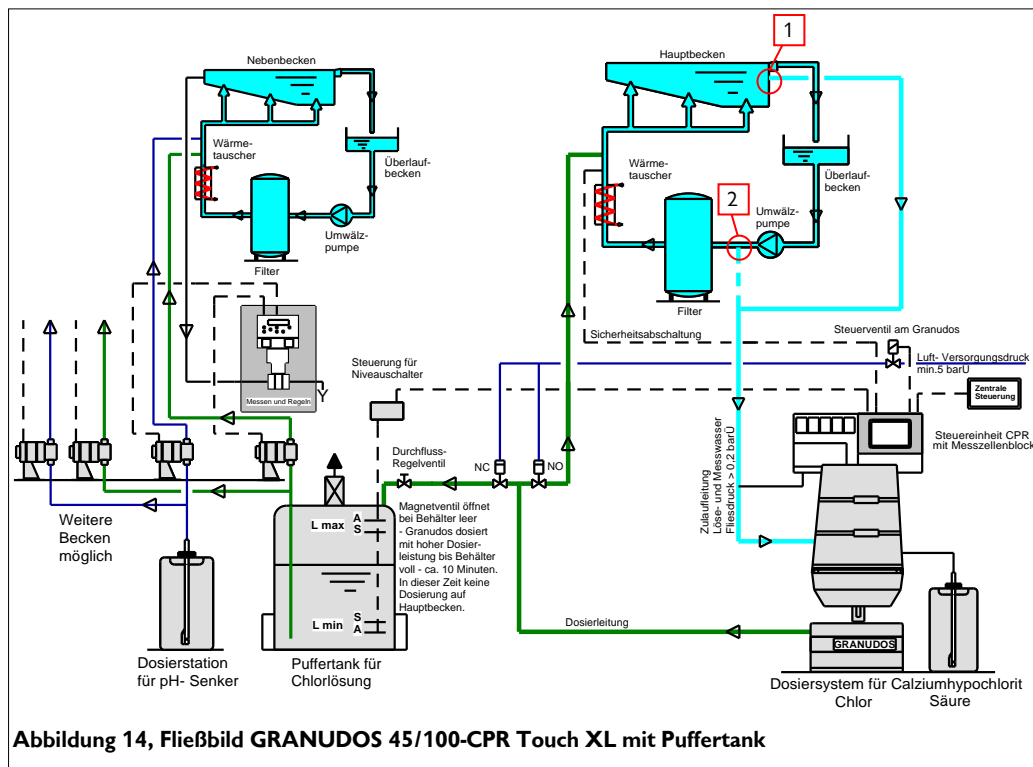 1
Nebenbecken
Hauptbecken
Wärme-
tauscher
Überlauf-
becken
Umwälz-
pumpe
Filter
Wärme-
tauscher
2
Überlauf-
becken
Umwälz-
pumpe
Filter
Sicherheitsabschaltung
Steuerventil am Granudos
Luft- Versorgungsdruck
min.5 barÜ
Zentrale
Steuerung
Steuereinheit CPR
mit Messzellenblock
Steuerung für
Niveauschalter
Messen und Regeln
Y
Durchfluss-
Regelventil
NC
NO
Zulaufleitung
Löse- und Messwasser
Fliesdruck > 0,2 barÜ
Weitere
Becken
möglich
L max
A
S
Magnetventil öffnet
bei Behälter leer
- Granudos dosiert
mit hoher Dosier-
leistung bis Behälter
voll - ca. 10 Minuten.
In dieser Zeit keine
Dosierung auf
Hauptbecken.
L min
S
A
Dosierleitung
GRANUDOS
Dosierstation
für pH- Senker
Puffertank für
Chlorlösung
Dosiersystem für Calziumhypochlorit
Chlor
Säure
Abbildung 14, Fließbild GRANUDOS 45/100-CPR Touch XL mit Puffertank